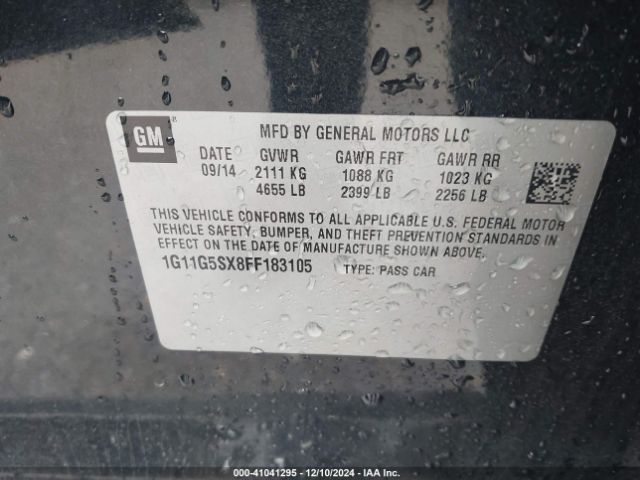 GM
MFD BY GENERAL MOTORS LLC
DATE GVWR GAWR FRT GAWR RR
09/14 2111 KG 1088 KG 1023 KG
4655 LB 2399 LB 2256 LB
THIS VEHICLE CONFORMS TO ALL APPLICABLE U.S. FEDERAL MOTOR
VEHICLE SAFETY, BUMPER, AND THEFT PREVENTION STANDARDS IN
EFFECT ON THE DATE OF MANUFACTURE SHOWN ABOVE.
1G11G5SX8FF183105 TYPE: PASS CAR
000-41041295 - 12/10/2024 - IAA Inc.